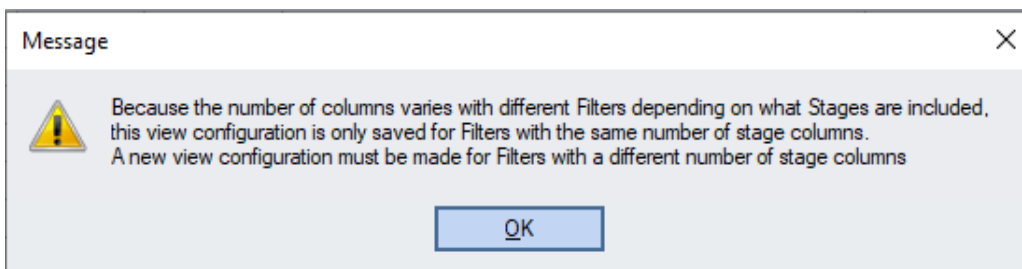 Message
Because the number of columns varies with different Filters depending on what Stages are included,
this view configuration is only saved for Filters with the same number of stage columns.
A new view configuration must be made for Filters with a different number of stage columns
OK